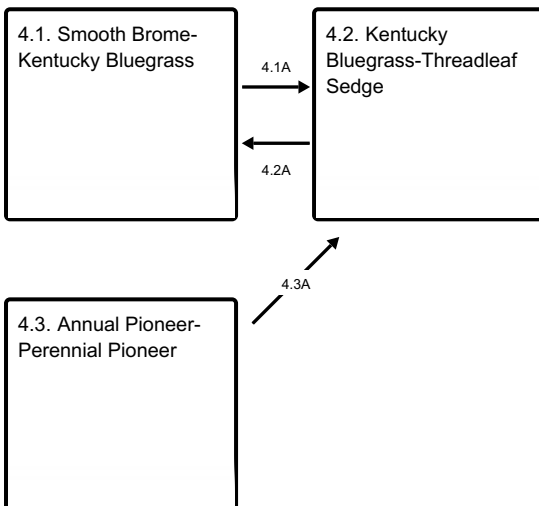 4.1. Smooth Brome-
Kentucky Bluegrass
4.1A
4.2. Kentucky
Bluegrass-Threadleaf
Sedge
4.2A
4.3A
4.3. Annual Pioneer-
Perennial Pioneer